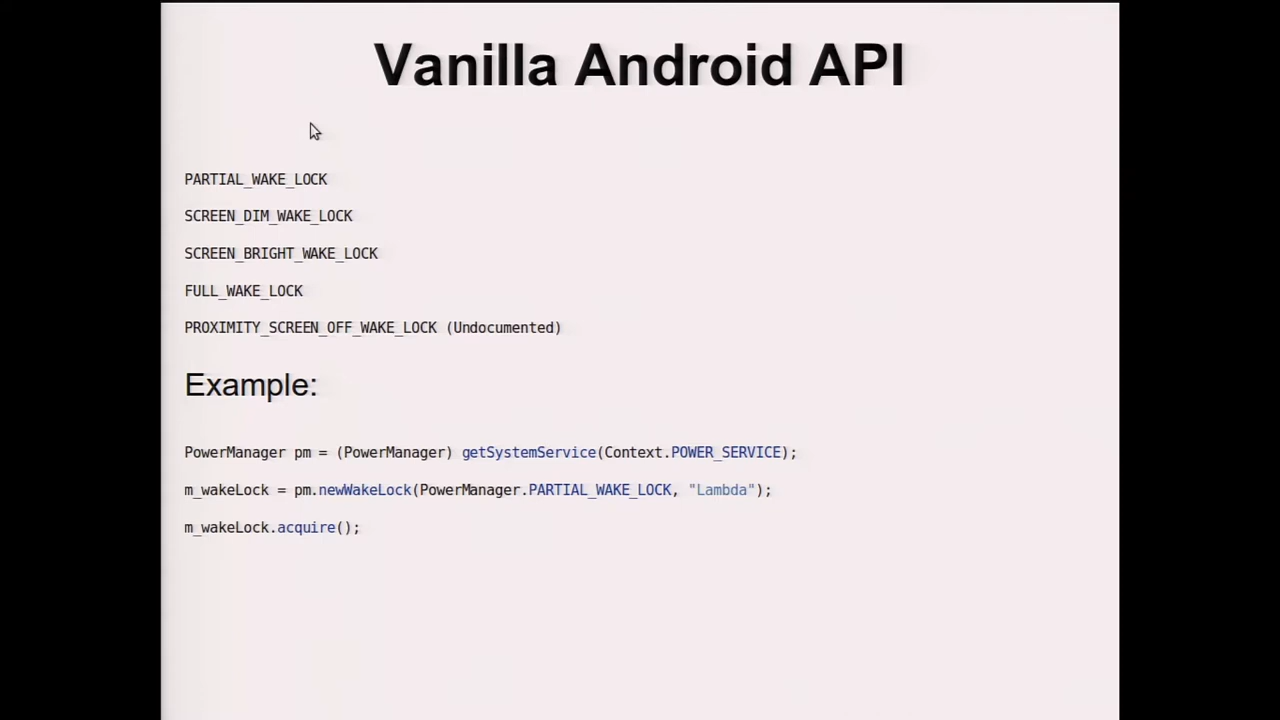 Vanilla Android API
PARTIAL_WAKE_LOCK
SCREEN_DIM_WAKE_LOCK
SCREEN_BRIGHT_WAKE_LOCK
FULL_WAKE_LOCK
PROXIMITY_SCREEN_OFF_WAKE_LOCK (Undocumented)
Example:
PowerManager pm = (PowerManager) getSystemService(Context.POWER_SERVICE);
m_wakeLock = pm.newWakeLock(PowerManager.PARTIAL_WAKE_LOCK, "Lambda");
m_wakeLock.acquire();